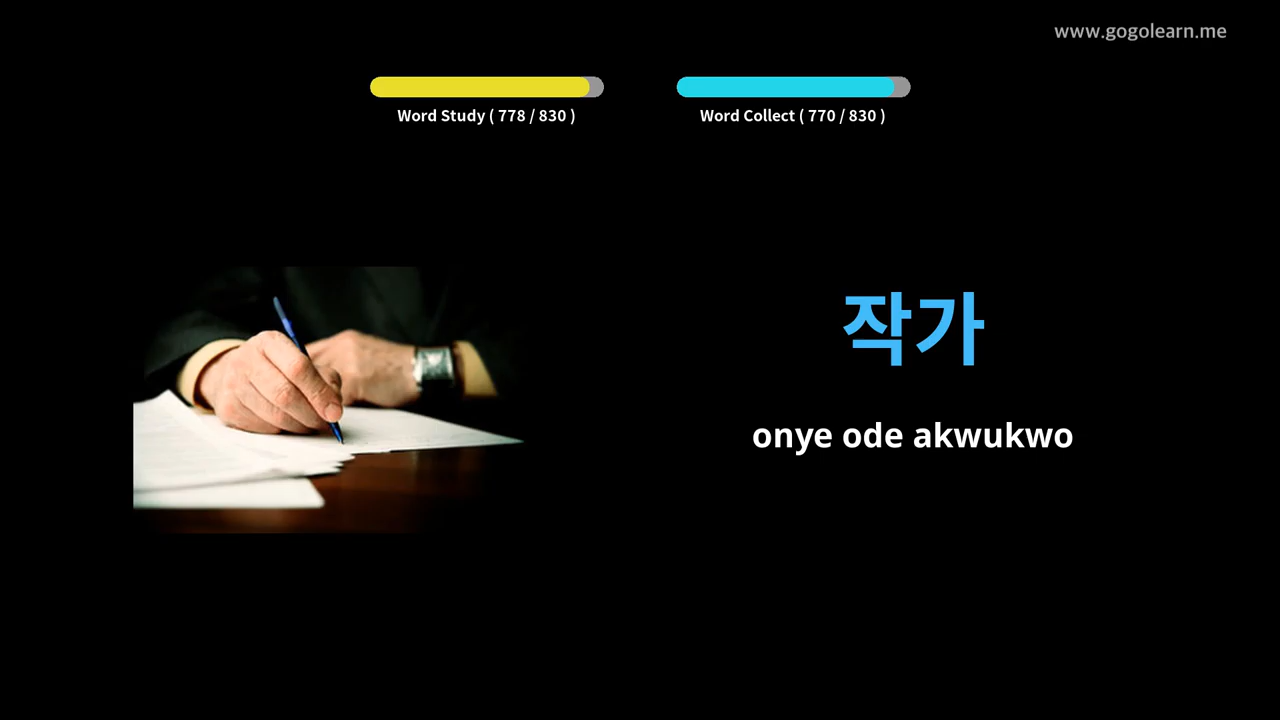 www.gogolearn.me
Word Study ( 778 / 830 )
Word Collect ( 770 / 830 )
작가
onye ode akwukwo